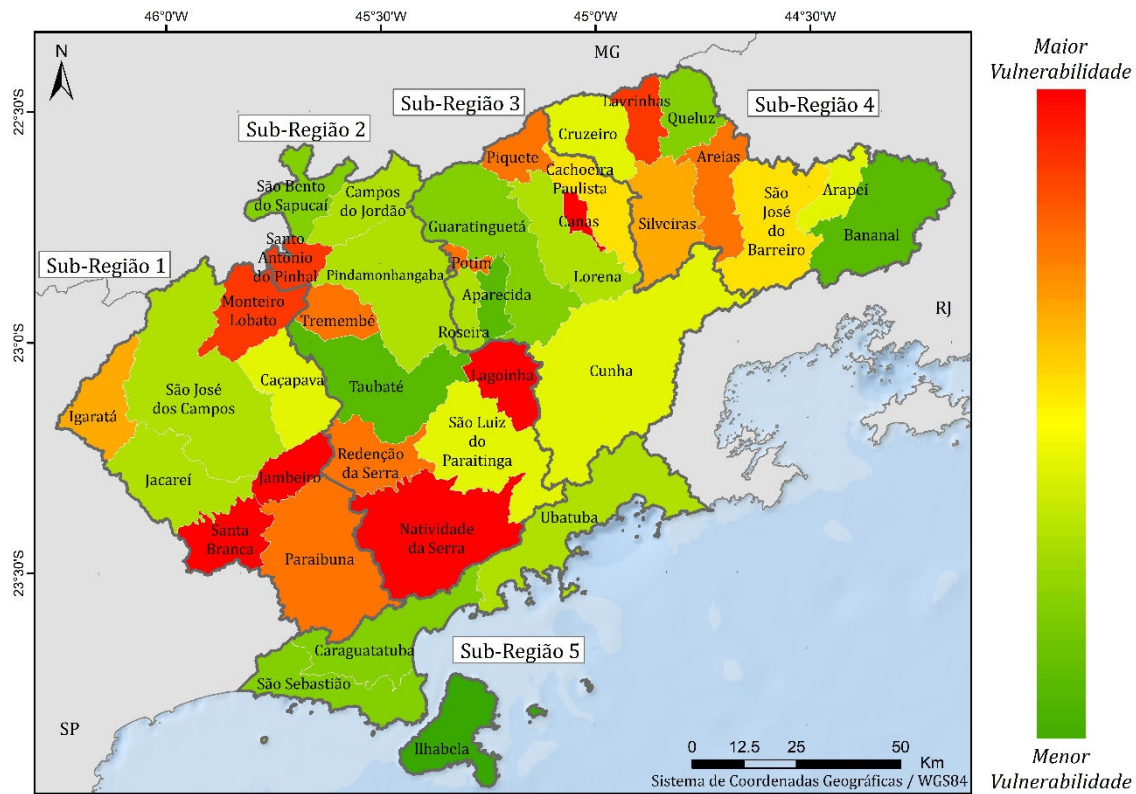 46°0'W
45°30'W
45°0'W
44°30'W
N
MG
Maior
Vulnerabilidade
22°30'S
Sub-Região 3
Sub-Região 4
Lavrinhas
Queluz
Cruzeiro
Sub-Região 2
Piquete
Areias
Cachoeira
Paulista
São Bento
do Sapucaí
Campos
do Jordão
São
José
do
Barreiro
Arapeí
Canas
Silveiras
Guaratinguetá
Bananal
Santo
Antonio
do Pinhal
Sub-Região 1
Potim
Pindamonhangaba
Lorena
Aparecida
Monteiro
Lobato
Tremembé
RJ
Roseira
23°0'S
Lagoinha
Cunha
Caçapava
Taubaté
São José
dos Campos
Igaratá
São Luiz
do
Paraitinga
Redenção
da Serra
Jambeiro
Jacareí
Ubatuba
Santa
Branca
Natividade
da Serra
Paraibuna
23°30'S
Sub-Região 5
Caraguatatuba
São Sebastião
SP
Ilhabela
0 12.5 25 50
Km
Sistema de Coordenadas Geográficas / WGS84
Menor
Vulnerabilidade